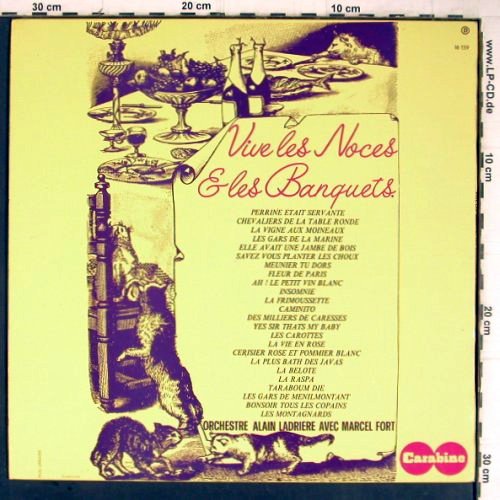 30 cm
20 cm
10 cm
www.LP-CD.de
10 cm
20 cm
30 cm
Vive les Noces
& les Banquets.
PERRINE ETAIT SERVANTE
CHEVALIERS DE LA TABLE RONDE
LA VIGNE AUX MOINEAUX
LES GARS DE LA MARINE
ELLE AVAIT UNE JAMBE DE BOIS
SAVEZ VOUS PLANTER LES CHOUX
MEUNIER TU DORS
FLEUR DE PARIS
AH ! LE PETIT VIN BLANC
INSOMNIE
LA FRIMOUSSETTE
CAMINITO
DES MILLIERS DE CARESSES
YES SIR THATS MY BABY
LES CAROTTES
LA VIE EN ROSE
CERISIER ROSE ET POMMIER BLANC
LA PLUS BATH DES JAVAS
LA BELOTE
LA RASPA
TARABOUM DIE
LES GARS DE MENILMONTANT
BONSOIR TOUS LES COPAINS
LES MONTAGNARDS
ORCHESTRE ALAIN LADRIERE AVEC MARCEL FORT
Carabine